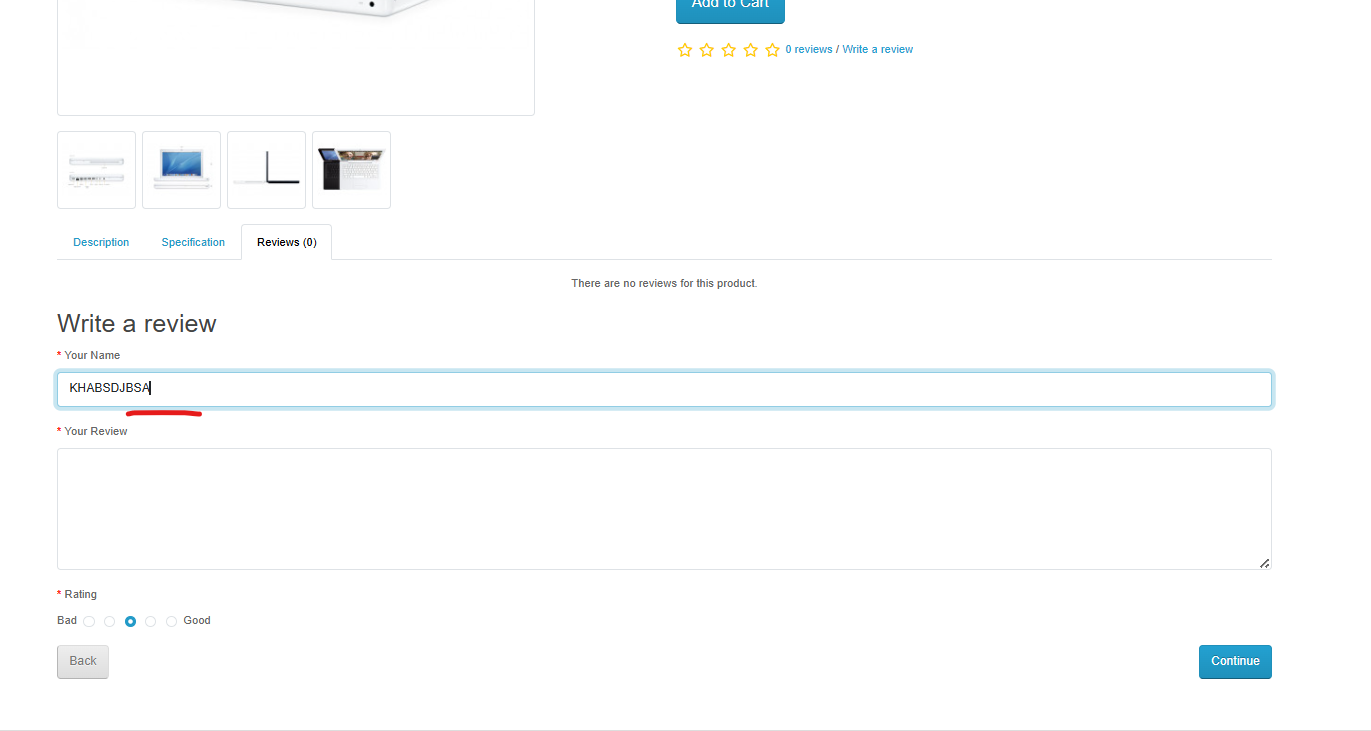 Add to Cart
0 reviews / Write a review
Description Specification Reviews (0)
There are no reviews for this product.
Write a review
* Your Name
KHABSDJBSA
* Your Review
* Rating
Bad Good
Back Continue